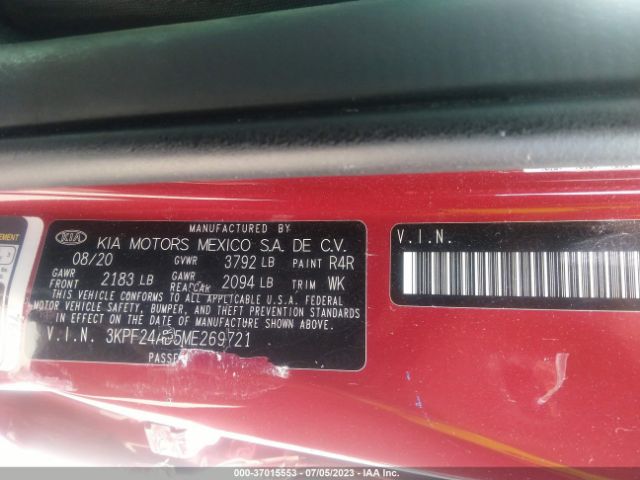 EMENT
MANUFACTURED BY
KIA KIA MOTORS MEXICO S.A. DE C.V.
08/20 GVWR 3792 LB PAINT R4R
GAWR FRONT 2183 LB GAWR REAR 2094 LB TRIM WK
THIS VEHICLE CONFORMS TO ALL APPLICABLE U.S.A. FEDERAL
MOTOR VEHICLE SAFETY, BUMPER, AND THEFT PREVENTION STANDARDS
IN EFFECT ON THE DATE OF MANUFACTURE SHOWN ABOVE.
V.I.N. 3KPF24AD5ME269721
V.I.N.
000-37015553 - 07/05/2023 - IAA Inc.